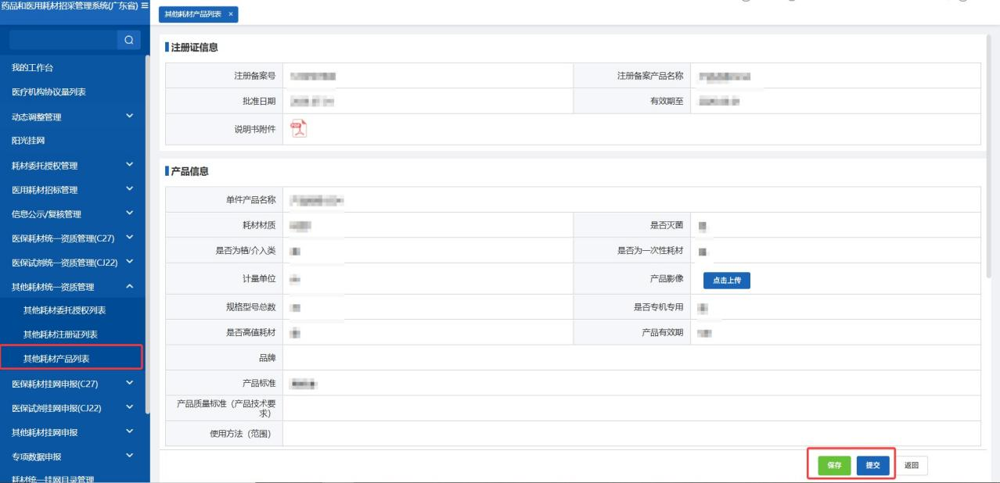 药品和医用耗材招采管理系统(广东省)
其他耗材产品列表 ×
我的工作台
医疗机构协议量列表
动态调整管理
阳光挂网
耗材委托授权管理
医用耗材招标管理
信息公示/复核管理
医保耗材统一资质管理(C27)
医保试剂统一资质管理(CJ22)
其他耗材统一资质管理
其他耗材委托授权列表
其他耗材注册证列表
其他耗材产品列表
医保耗材挂网申报(C27)
医保试剂挂网申报(CJ22)
其他耗材挂网申报
专项数据申报
耗材统一挂网目录管理
注册证信息
注册备案号 注册备案产品名称
批准日期 有效期至
说明书附件 PDF
产品信息
单件产品名称
耗材材质 是否灭菌
是否为植/介入类 是否为一次性耗材
计量单位 产品影像 点击上传
规格型号总数 是否专机专用
是否高值耗材 产品有效期
品牌
产品标准
产品质量标准（产品技术要
求）
使用方法（范围）
保存 提交 返回